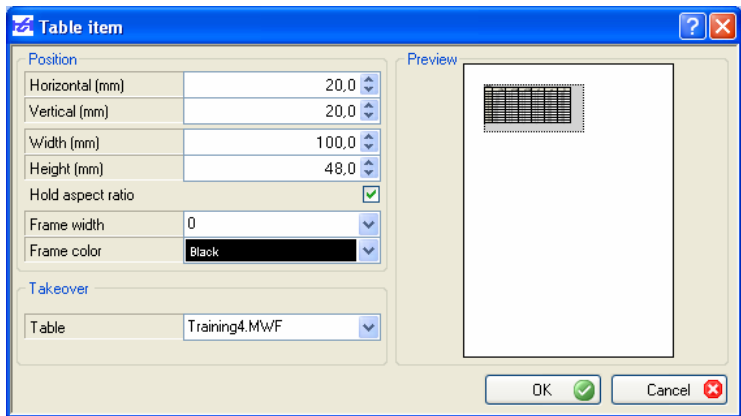 Table item
Position
Horizontal (mm) 20,0
Vertical (mm) 20,0
Width (mm) 100,0
Height (mm) 48,0
Hold aspect ratio
Frame width 0
Frame color Black
Takeover
Table Training4.MWF
Preview
OK Cancel